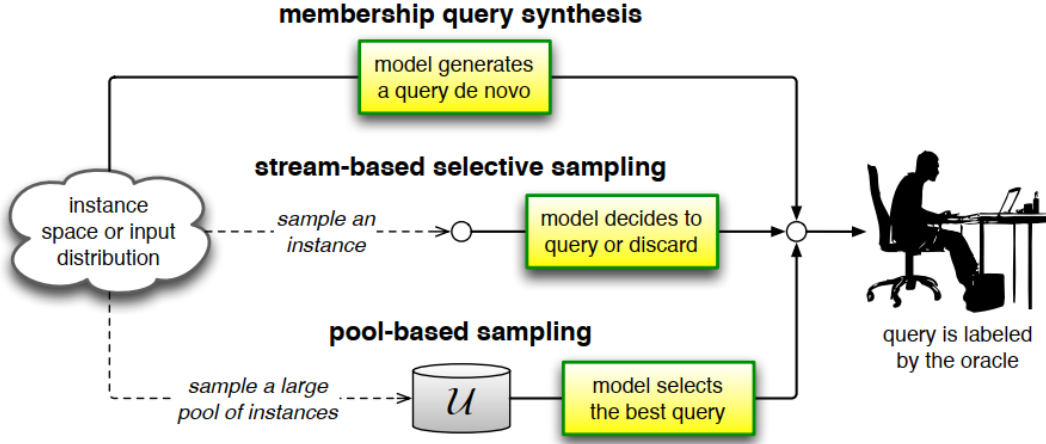 membership query synthesis
model generates
a query de novo
stream-based selective sampling
instance
space or input
distribution
sample an
instance
model decides to
query or discard
pool-based sampling
sample a large
pool of instances
U
model selects
the best query
query is labeled
by the oracle